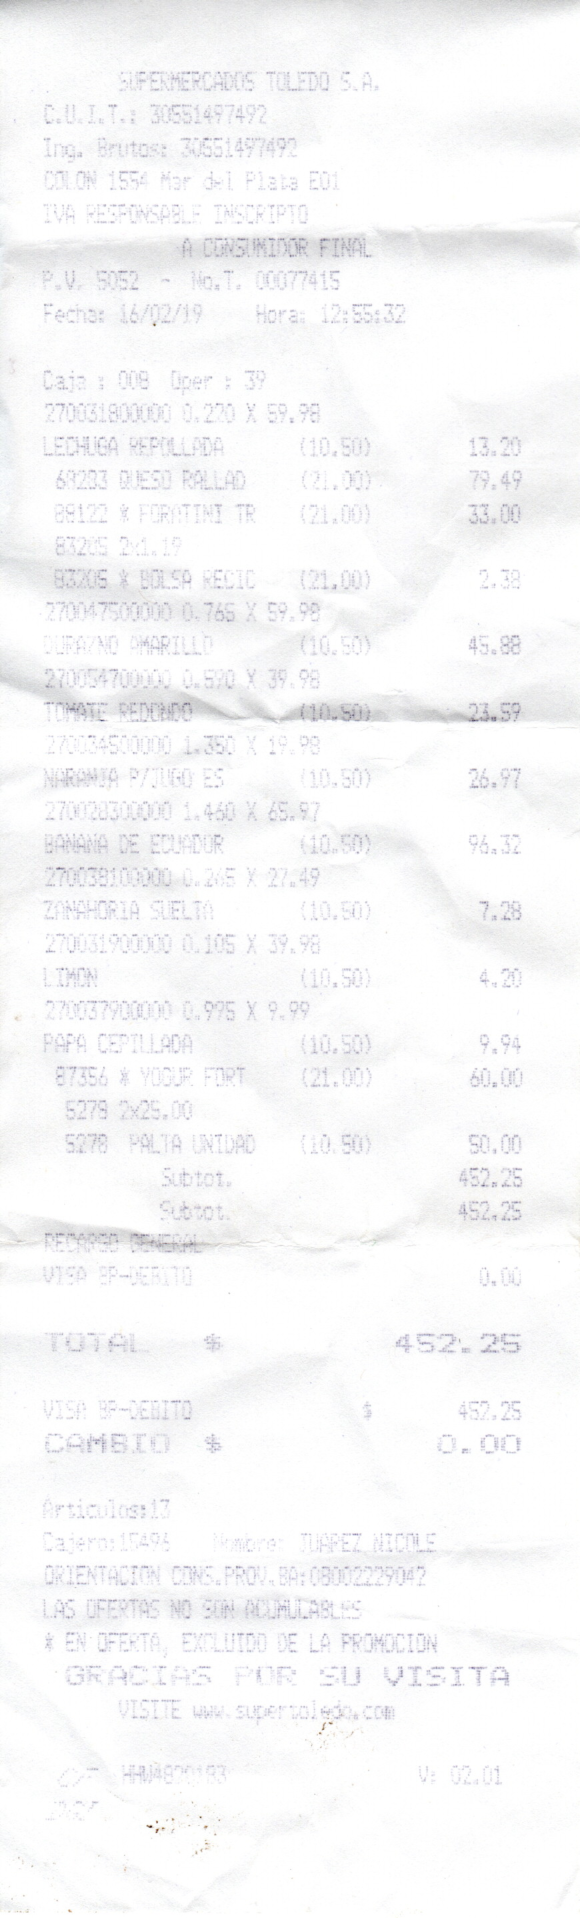 SUPERMERCADOS TOLEDO S.A.
C.U.I.T.: 30551497492
Ing. Brutos: 30551497492
COLON 1554 Mar del Plata E01
IVA RESPONSABLE INSCRIPTO
A CONSUMIDOR FINAL
P.V. 5052 - No.T. 00077415
Fecha: 16/02/19 Hora: 12:55:32
Caja : 008 Oper : 39
270031800000 0.220 X 59.98
LECHUGA REPOLLADA (10.50) 13.20
68283 QUESO RALLAD (21.00) 79.49
88122 * FORATINI TR (21.00) 33.00
83205 2x1.19
83205 * BOLSA RECIC (21.00) 2.38
270047500000 0.765 X 59.98
DURAZNO AMARILLO (10.50) 45.88
270054700000 0.590 X 39.98
TOMATE REDONDO (10.50) 23.59
270034500000 1.350 X 19.98
NARANJA P/JUGO ES (10.50) 26.97
270028300000 1.460 X 65.97
BANANA DE ECUADOR (10.50) 96.32
270038100000 0.265 X 27.49
ZANAHORIA SUELTA (10.50) 7.28
270031900000 0.105 X 39.98
LIMON (10.50) 4.20
270037900000 0.995 X 9.99
PAPA CEPILLADA (10.50) 9.94
87356 * YOGUR FORT (21.00) 60.00
5278 2x25.00
5278 PALTA UNIDAD (10.50) 50.00
Subtot. 452.25
Subtot. 452.25
RECARGO GENERAL
VISA BP-DEBITO 0.00
TOTAL $ 452.25
VISA BP-DEBITO $ 452.25
CAMBIO $ 0.00
Articulos:13
Cajero:15496 Nombre: JUAREZ NICOLE
ORIENTACION CONS.PROV.BA:08002229042
LAS OFERTAS NO SON ACUMULABLES
* EN OFERTA, EXCLUIDO DE LA PROMOCION
GRACIAS POR SU VISITA
VISITE www.supertoledo.com
V: 02.01